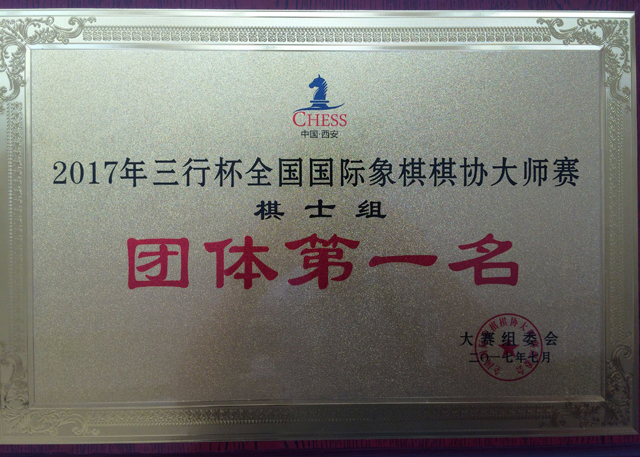 CHESS
中国·西安
2017年三行杯全国国际象棋棋协大师赛
棋士组
团体第一名
大赛组委会
二〇一七年七月